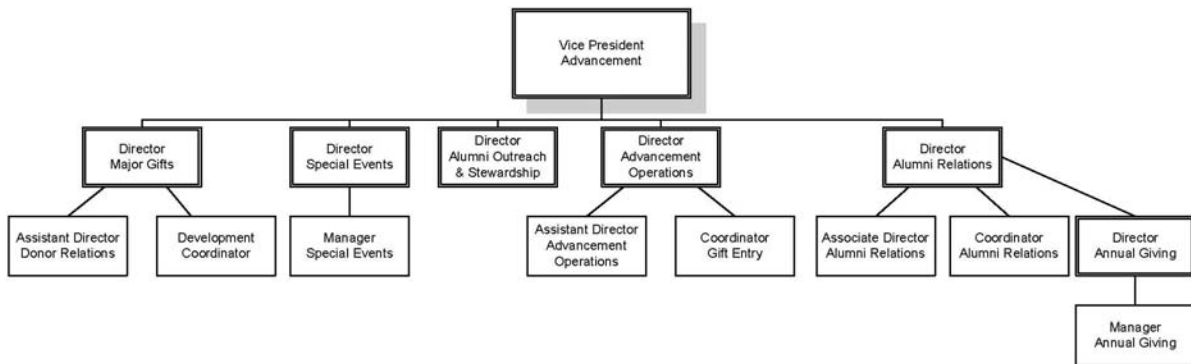 Vice President
Advancement
Director
Major Gifts
Director
Special Events
Director
Alumni Outreach
& Stewardship
Director
Advancement
Operations
Director
Alumni Relations
Assistant Director
Donor Relations
Development
Coordinator
Manager
Special Events
Assistant Director
Advancement
Operations
Coordinator
Gift Entry
Associate Director
Alumni Relations
Coordinator
Alumni Relations
Director
Annual Giving
Manager
Annual Giving